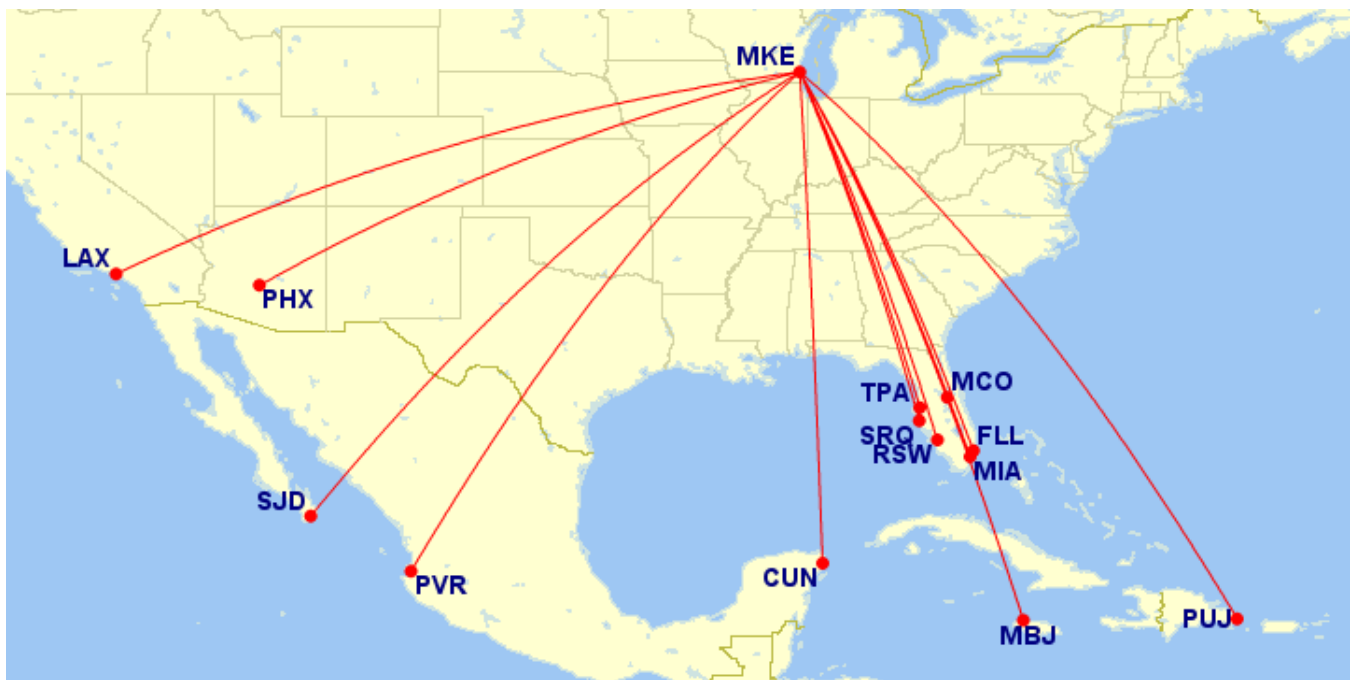 MKE
LAX
PHX
MCO
TPA
SRQ
FLL
RSW
MIA
SJD
CUN
PVR
PUJ
MBJ